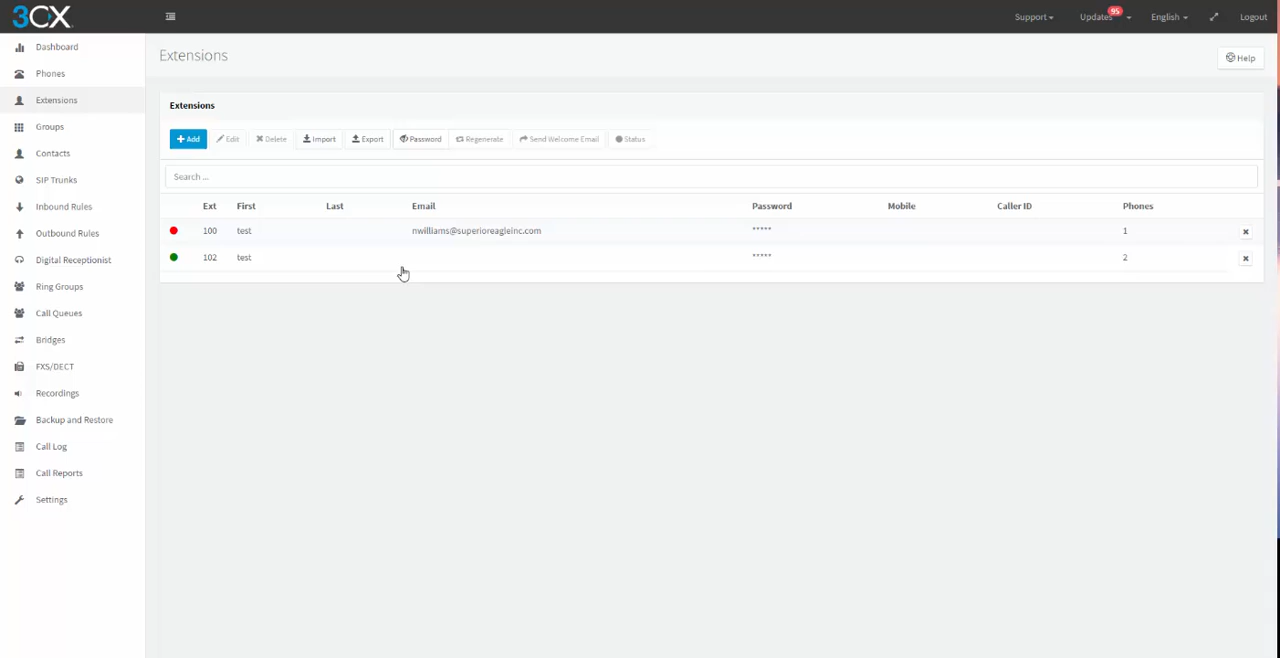 3CX
Support
Updates 95
English
Logout
Dashboard
Phones
Extensions
Groups
Contacts
SIP Trunks
Inbound Rules
Outbound Rules
Digital Receptionist
Ring Groups
Call Queues
Bridges
FXS/DECT
Recordings
Backup and Restore
Call Log
Call Reports
Settings
Extensions
Help
Extensions
+ Add Edit Delete Import Export Password Regenerate Send Welcome Email Status
Search ...
Ext First Last Email Password Mobile Caller ID Phones
100 test nwilliams@superioreagleinc.com ***** 1
102 test ***** 2